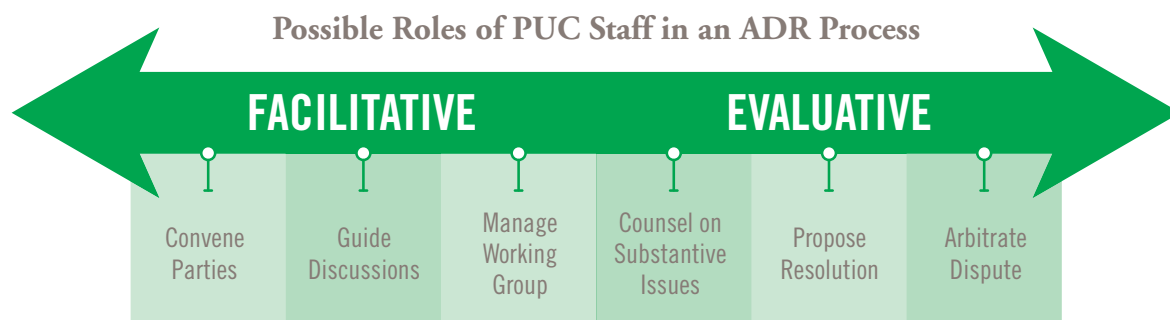 Possible Roles of PUC Staff in an ADR Process
FACILITATIVE
EVALUATIVE
Convene
Parties
Guide
Discussions
Manage
Working
Group
Counsel on
Substantive
Issues
Propose
Resolution
Arbitrate
Dispute